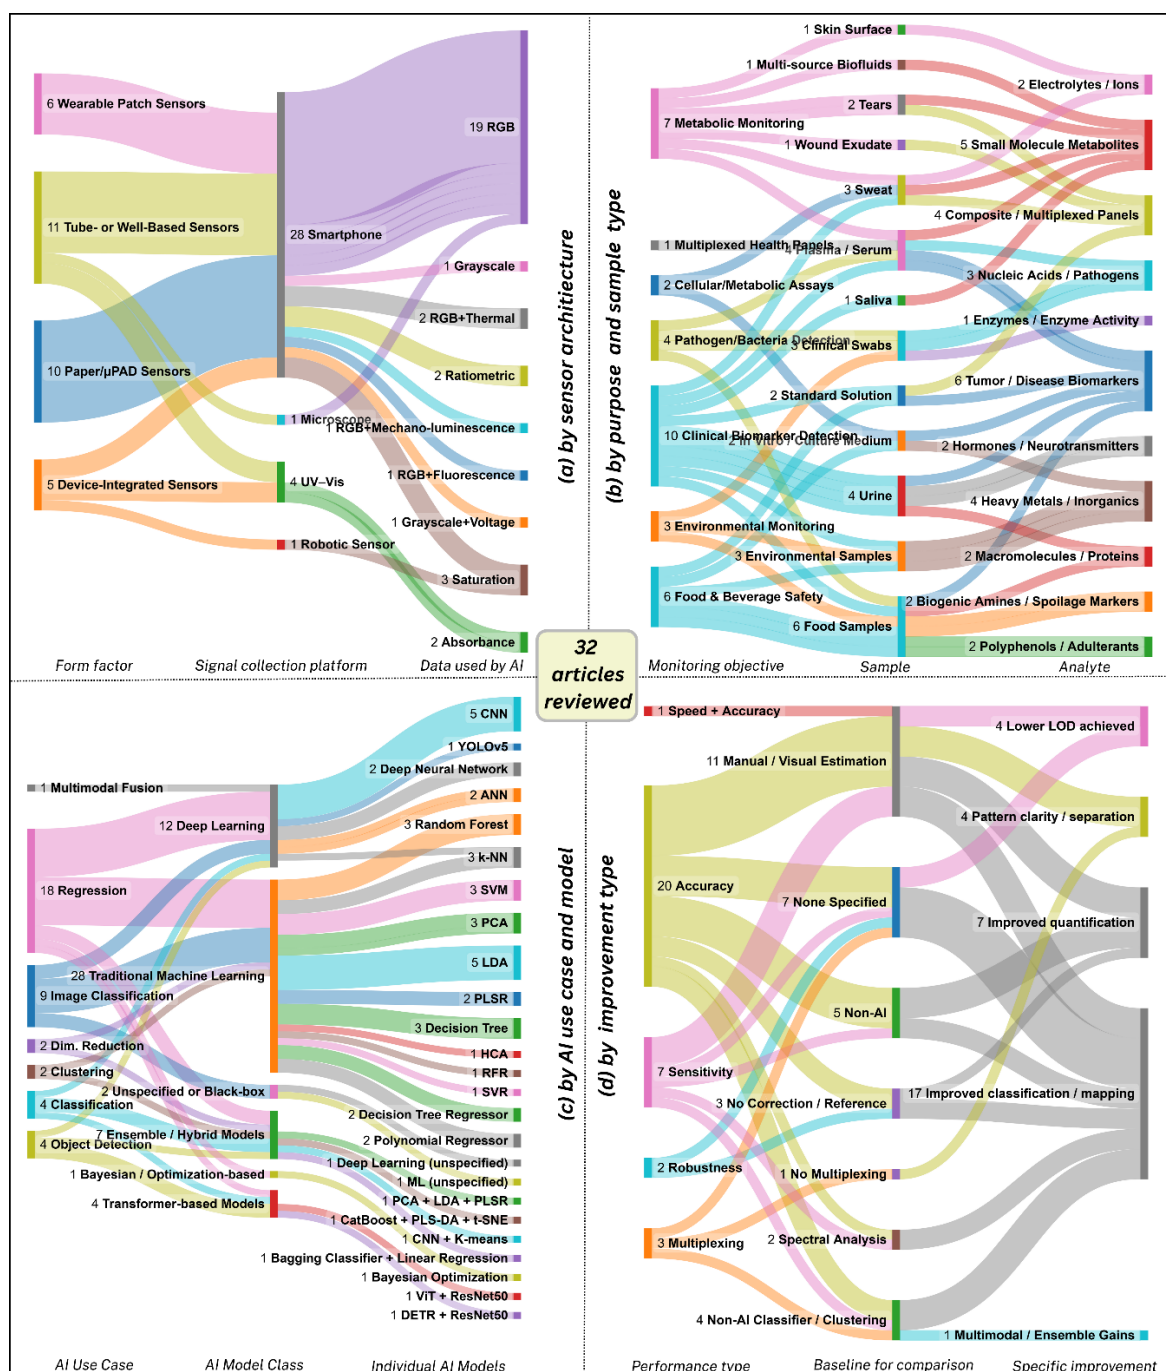 6 Wearable Patch Sensors
11 Tube- or Well-Based Sensors
10 Paper/µPAD Sensors
5 Device-Integrated Sensors
28 Smartphone
1 Microscope
4 UV–Vis
1 Robotic Sensor
19 RGB
1 Grayscale
2 RGB+Thermal
2 Ratiometric
1 RGB+Mechano-luminescence
1 RGB+Fluorescence
1 Grayscale+Voltage
3 Saturation
2 Absorbance
Form factor
Signal collection platform
Data used by AI
(a) by sensor architiecture
(b) by purpose and sample type
7 Metabolic Monitoring
1 Multiplexed Health Panels
2 Cellular/Metabolic Assays
4 Pathogen/Bacteria Detection
10 Clinical Biomarker Detection
3 Environmental Monitoring
6 Food & Beverage Safety
1 Skin Surface
1 Multi-source Biofluids
2 Tears
1 Wound Exudate
3 Sweat
4 Plasma / Serum
1 Saliva
3 Clinical Swabs
2 Standard Solution
2 In Vitro / Culture Medium
4 Urine
3 Environmental Samples
6 Food Samples
2 Electrolytes / Ions
5 Small Molecule Metabolites
4 Composite / Multiplexed Panels
3 Nucleic Acids / Pathogens
1 Enzymes / Enzyme Activity
6 Tumor / Disease Biomarkers
2 Hormones / Neurotransmitters
4 Heavy Metals / Inorganics
2 Macromolecules / Proteins
2 Biogenic Amines / Spoilage Markers
2 Polyphenols / Adulterants
Monitoring objective
Sample
Analyte
32
articles
reviewed
1 Multimodal Fusion
18 Regression
9 Image Classification
2 Dim. Reduction
2 Clustering
4 Classification
4 Object Detection
12 Deep Learning
28 Traditional Machine Learning
2 Unspecified or Black-box
7 Ensemble / Hybrid Models
1 Bayesian / Optimization-based
4 Transformer-based Models
5 CNN
1 YOLOv5
2 Deep Neural Network
2 ANN
3 Random Forest
3 k-NN
3 SVM
3 PCA
5 LDA
2 PLSR
3 Decision Tree
1 HCA
1 RFR
1 SVR
2 Decision Tree Regressor
2 Polynomial Regressor
1 Deep Learning (unspecified)
1 ML (unspecified)
1 PCA + LDA + PLSR
1 CatBoost + PLS-DA + t-SNE
1 CNN + K-means
1 Bagging Classifier + Linear Regression
1 Bayesian Optimization
1 ViT + ResNet50
1 DETR + ResNet50
AI Use Case
AI Model Class
Individual AI Models
(c) by AI use case and model
(d) by improvement type
1 Speed + Accuracy
20 Accuracy
7 Sensitivity
2 Robustness
3 Multiplexing
11 Manual / Visual Estimation
7 None Specified
5 Non-AI
3 No Correction / Reference
1 No Multiplexing
2 Spectral Analysis
4 Non-AI Classifier / Clustering
4 Lower LOD achieved
4 Pattern clarity / separation
7 Improved quantification
17 Improved classification / mapping
1 Multimodal / Ensemble Gains
Performance type
Baseline for comparison
Specific improvement